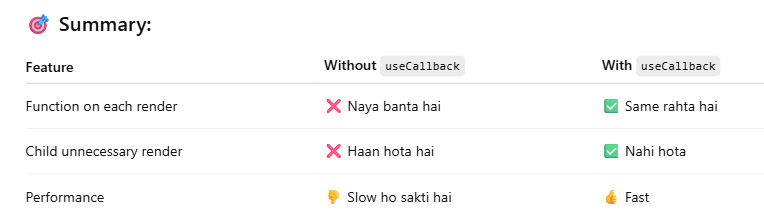 🎯 Summary:
Feature Without useCallback With useCallback
Function on each render ❌ Naya banta hai ✅ Same rahta hai
Child unnecessary render ❌ Haan hota hai ✅ Nahi hota
Performance 👎 Slow ho sakti hai 👍 Fast